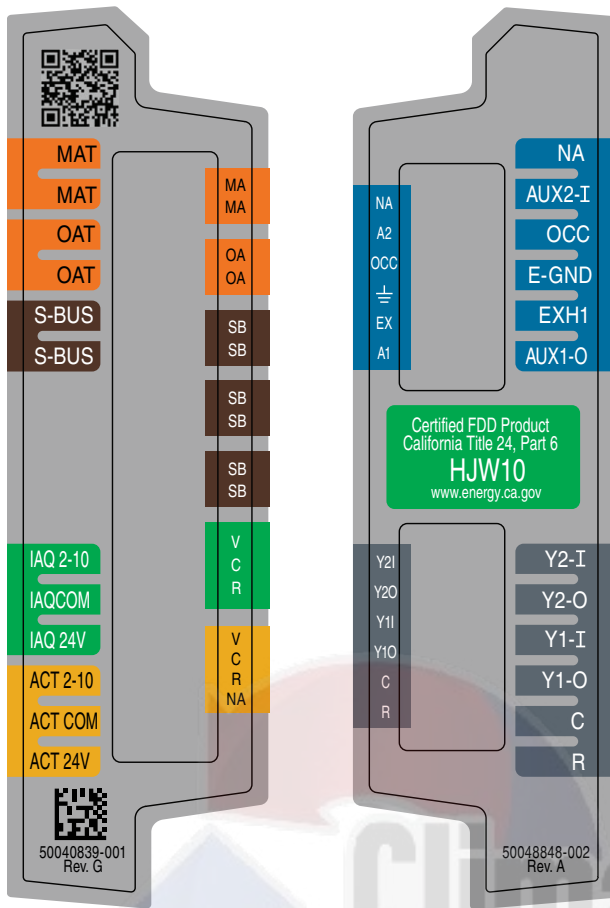 MAT
MAT
OAT
OAT
S-BUS
S-BUS
IAQ 2-10
IAQCOM
IAQ 24V
ACT 2-10
ACT COM
ACT 24V
50040839-001
Rev. G
MA
MA
OA
OA
SB
SB
SB
SB
SB
SB
V
C
R
V
C
R
NA
NA
A2
OCC
EX
A1
Certified FDD Product
California Title 24, Part 6
HJW10
www.energy.ca.gov
Y2I
Y2O
Y1I
Y1O
C
R
NA
AUX2-I
OCC
E-GND
EXH1
AUX1-O
Y2-I
Y2-O
Y1-I
Y1-O
C
R
50048848-002
Rev. A